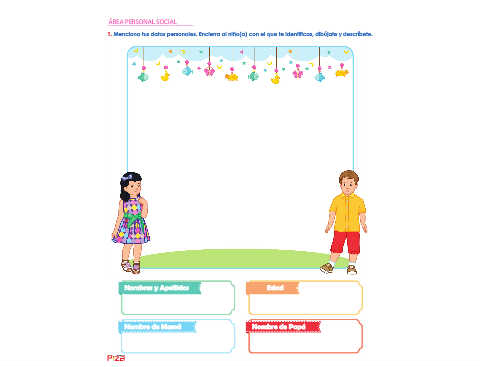 ÁREA PERSONAL SOCIAL
1. Menciona tus datos personales. Encierra al niño(a) con el que te identificas, dibújate y descríbete.
Nombres y Apellidos
Edad
Nombre de Mamá
Nombre de Papá